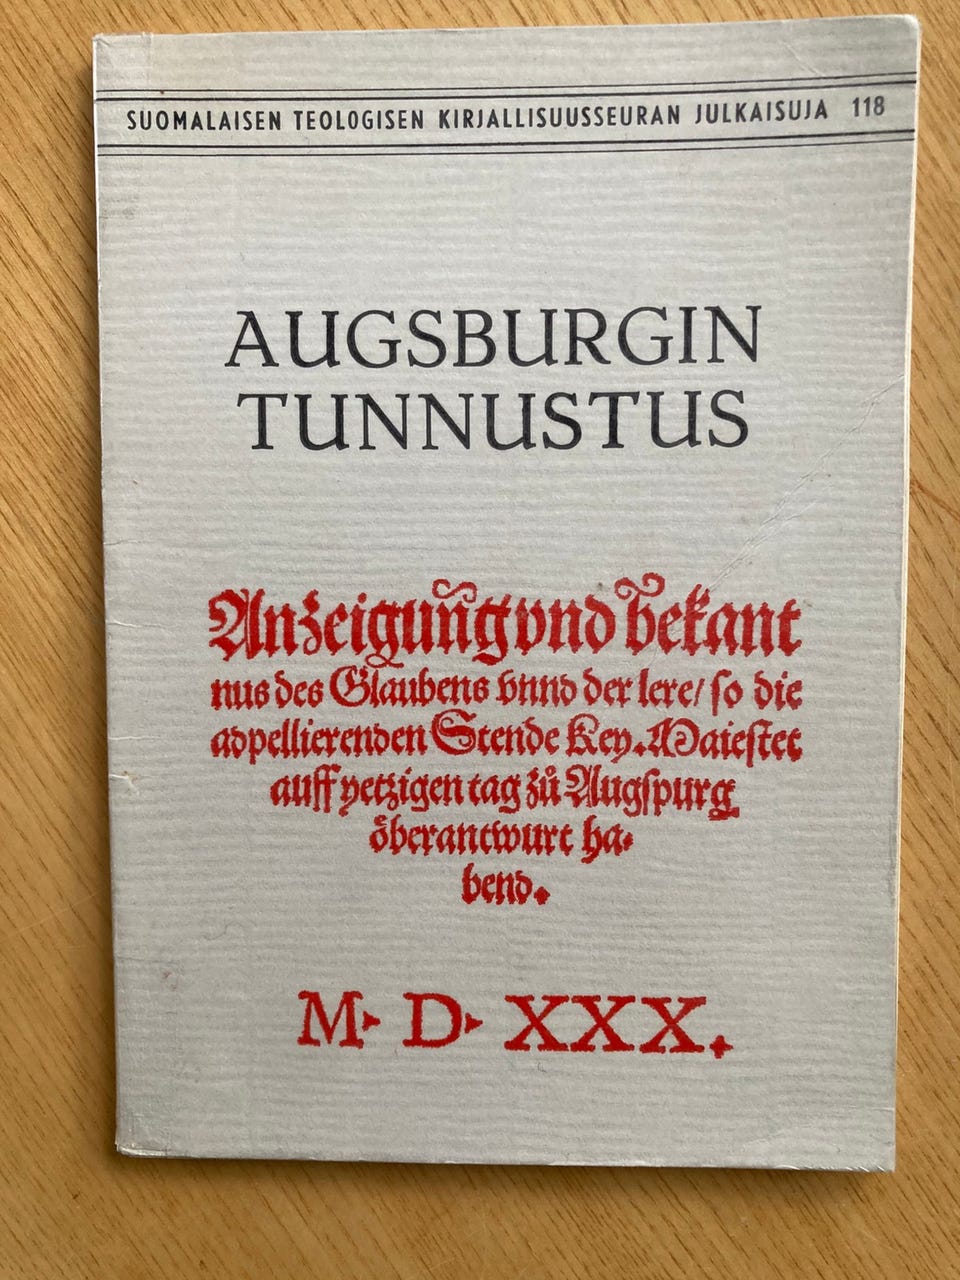 SUOMALAISEN TEOLOGISEN KIRJALLISUUSSEURAN JULKAISUJA 118
AUGSBURGIN
TUNNUSTUS
Anzeigung vnd bekant
nus des Glaubens vnnd der lere/ so die
adpellierenden Stende Key. Maiestet
auff yetzigen tag zů Augspurg
öberantwurt ha-
bend.
M. D. XXX.